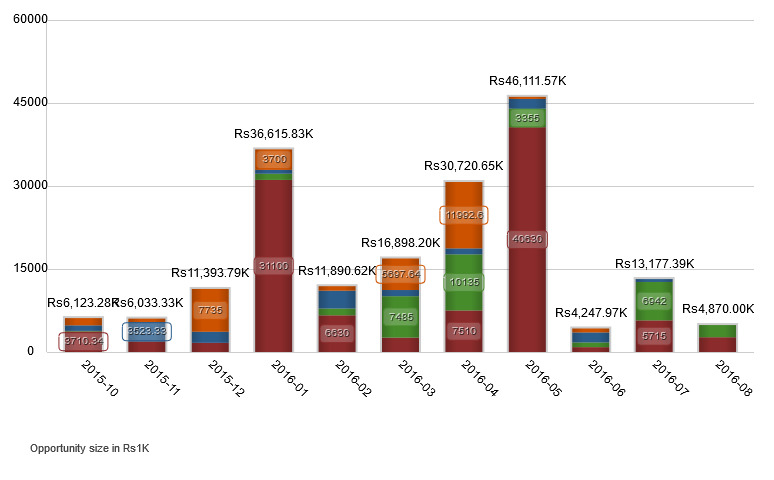 60000
45000
30000
15000
0
Rs6,123.28K
Rs6,033.33K
Rs11,393.79K
Rs36,615.83K
Rs11,890.62K
Rs16,898.20K
Rs30,720.65K
Rs46,111.57K
Rs4,247.97K
Rs13,177.39K
Rs4,870.00K
3710.34
3523.33
7735
3700
31100
6630
5697.64
7485
11992.6
10135
7510
3355
40630
6942
5715
2015-10
2015-11
2015-12
2016-01
2016-02
2016-03
2016-04
2016-05
2016-06
2016-07
2016-08
Opportunity size in Rs1K